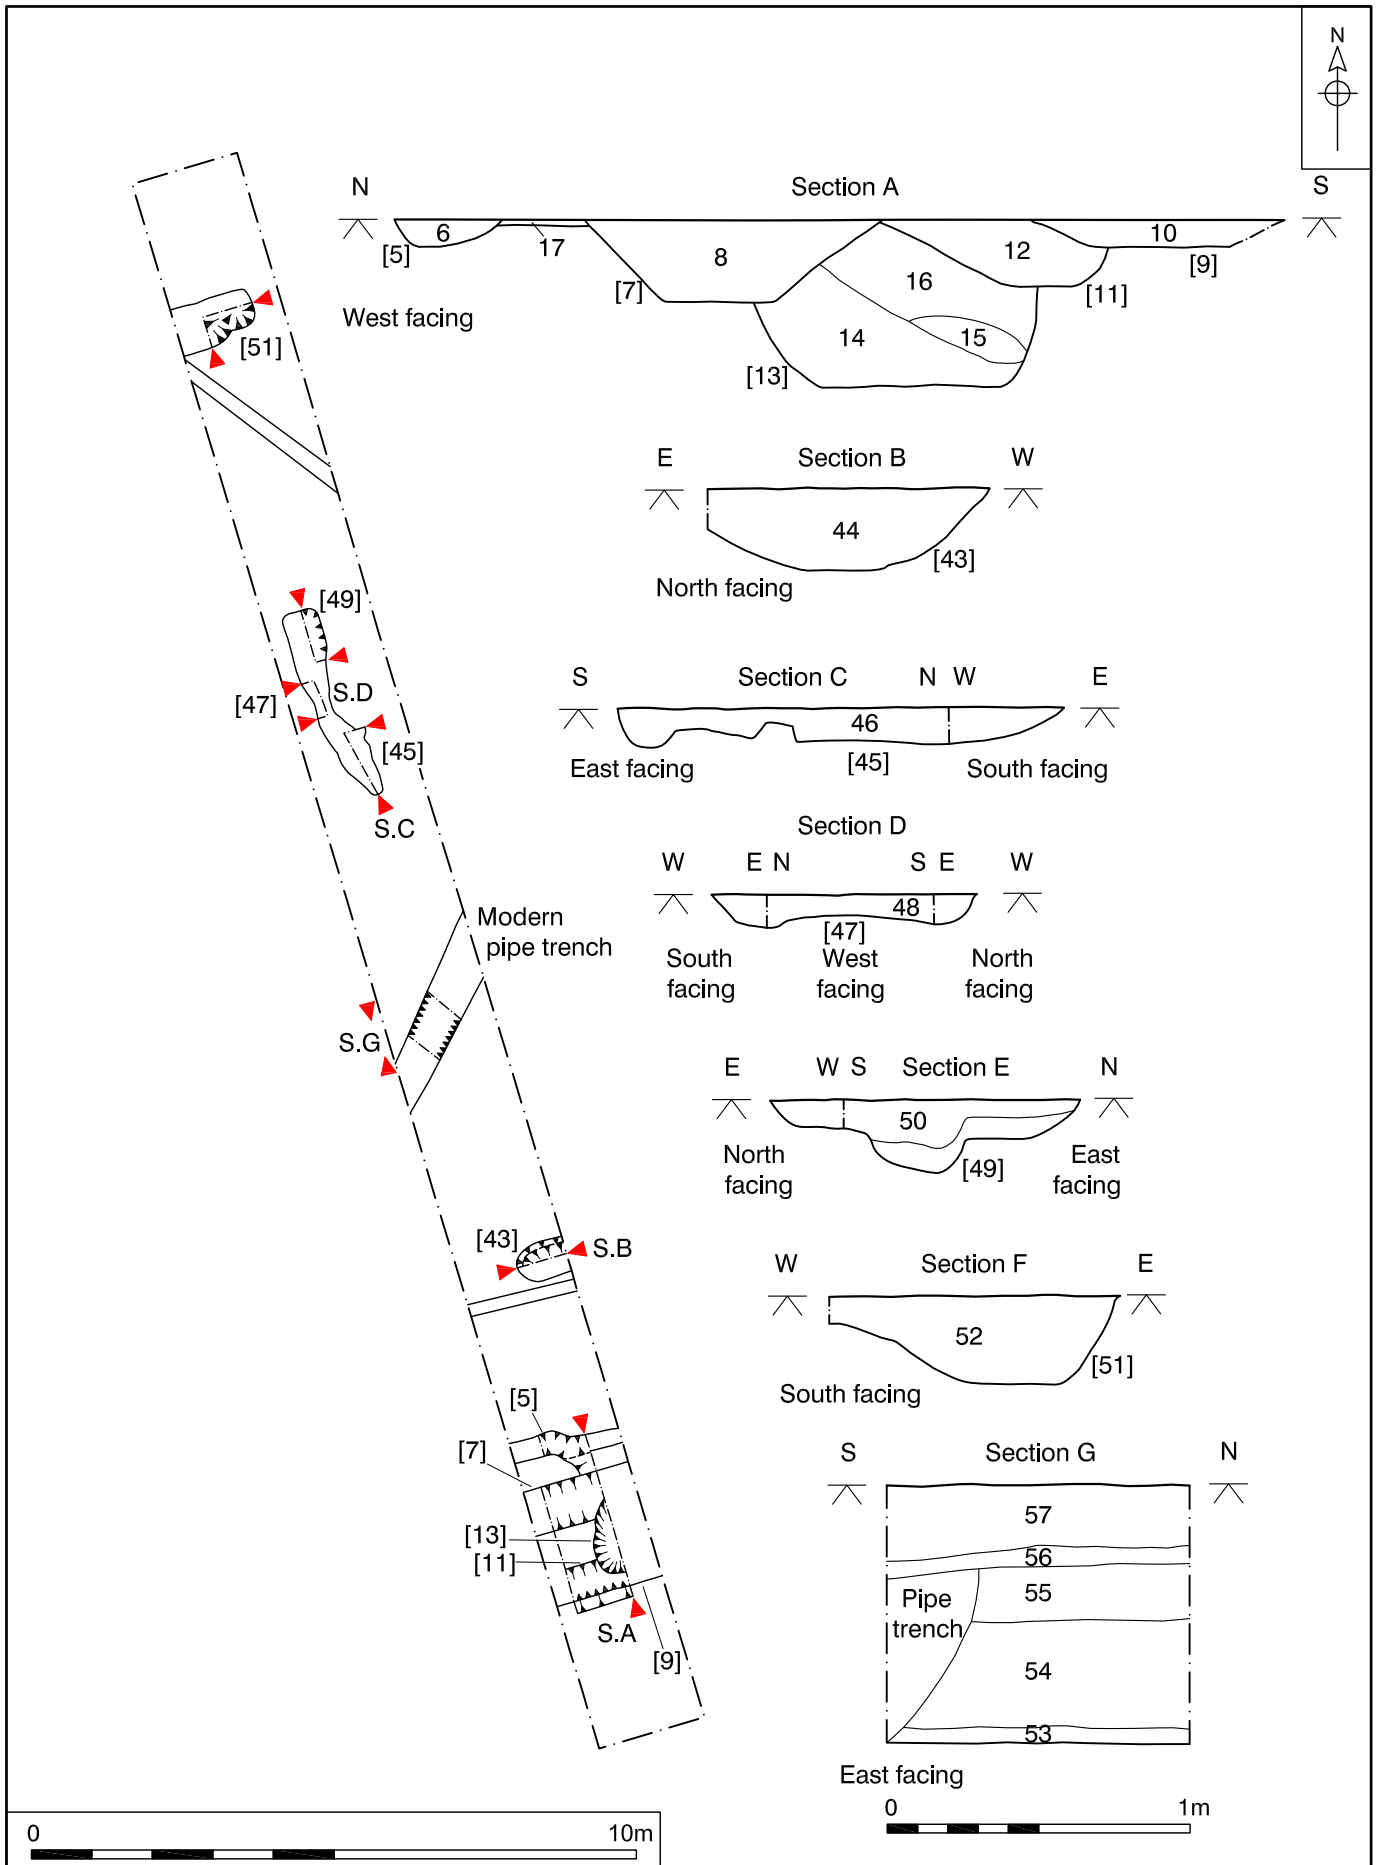 N
N
Section A
S
6
17
8
12
10
[5]
16
[9]
[7]
[11]
West facing
14
15
[51]
[13]
E
Section B
W
44
[43]
North facing
[49]
S
Section C
N W
E
S.D
[47]
46
[45]
East facing
[45]
South facing
S.C
Section D
W
E N
S E
W
48
[47]
Modern
pipe trench
South
facing
West
facing
North
facing
S.G
E
W S
Section E
N
50
North
facing
[49]
East
facing
[43]
S.B
W
Section F
E
52
[51]
South facing
[5]
[7]
S
Section G
N
57
[13]
56
[11]
55
Pipe
trench
S.A
[9]
54
53
East facing
0
1m
0
10m